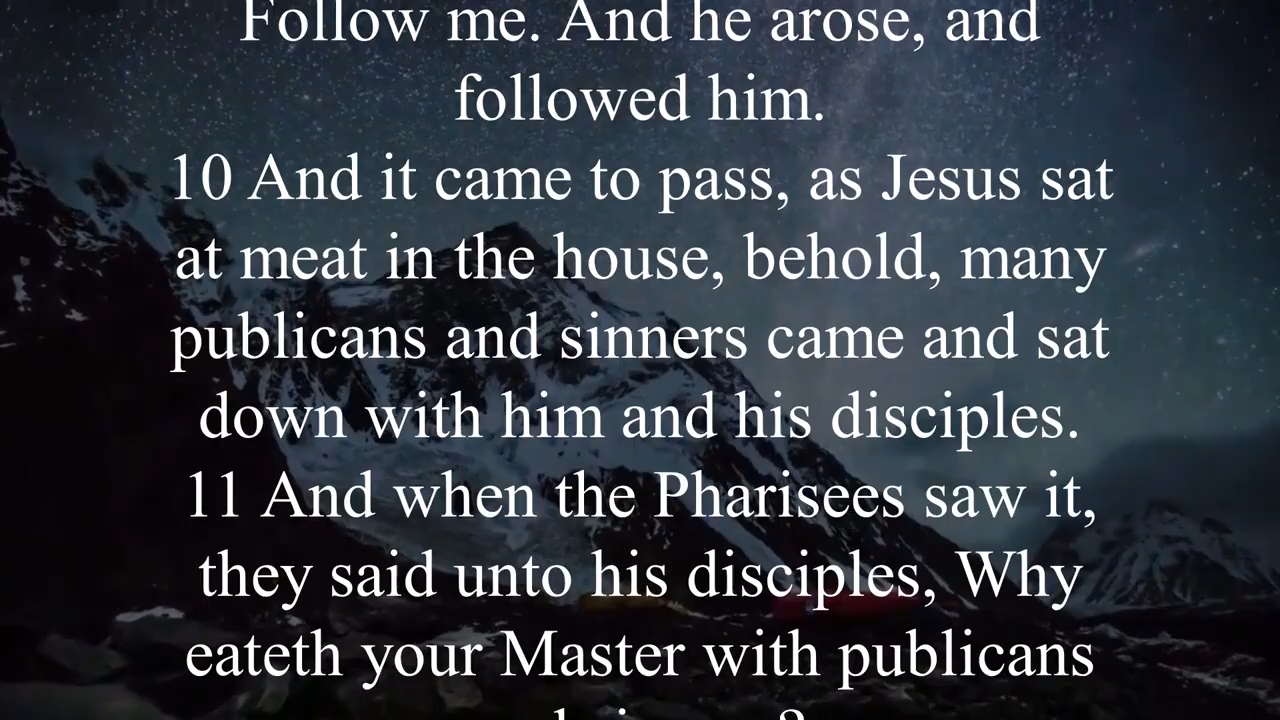 Follow me. And he arose, and
followed him.
10 And it came to pass, as Jesus sat
at meat in the house, behold, many
publicans and sinners came and sat
down with him and his disciples.
11 And when the Pharisees saw it,
they said unto his disciples, Why
eateth your Master with publicans